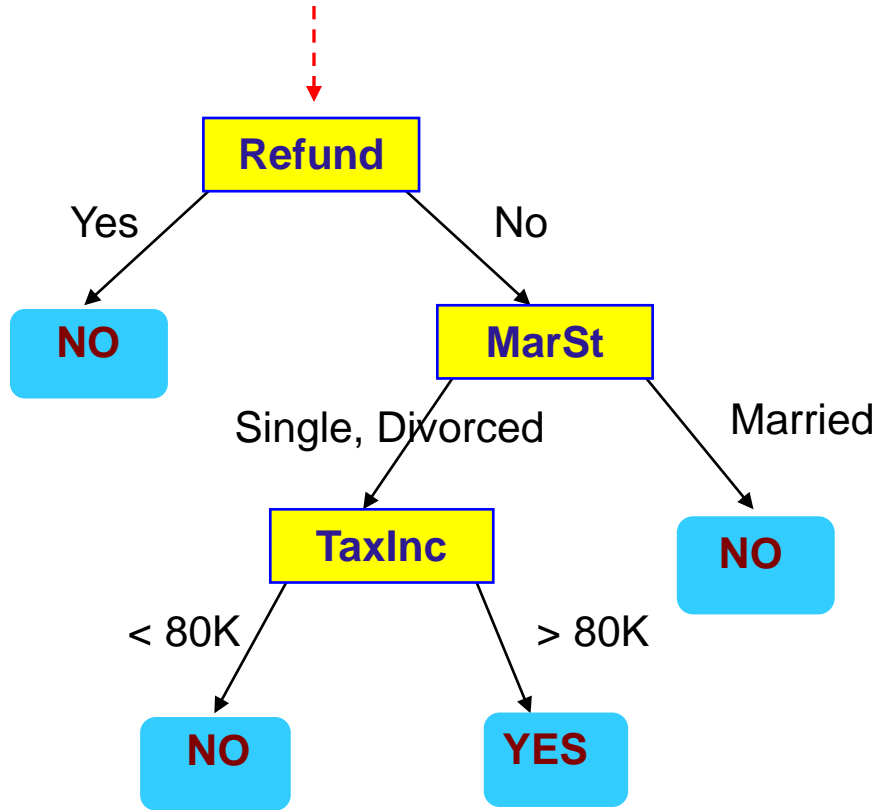 Refund
Yes
No
NO
MarSt
Single, Divorced
Married
TaxInc
NO
< 80K
> 80K
NO
YES